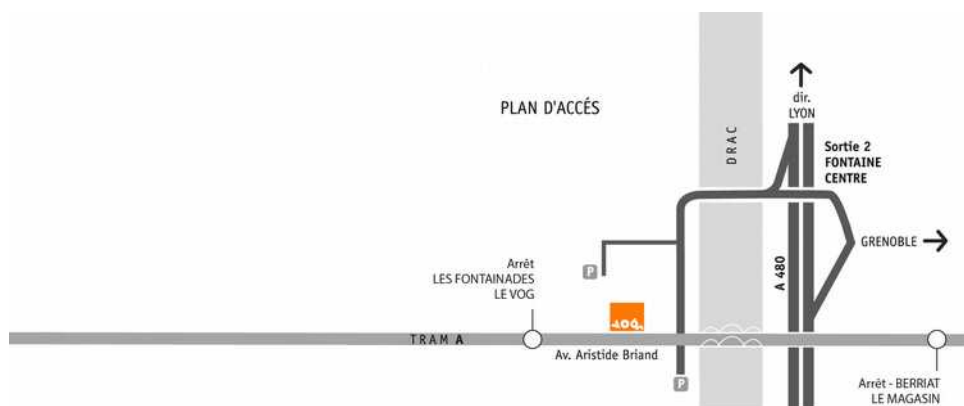 dir.
LYON
PLAN D'ACCÉS
DRAC
Sortie 2
FONTAINE
CENTRE
GRENOBLE
A 480
P
Arrêt
LES FONTAINADES
LE VOG
VOG
TRAM A
Av. Aristide Briand
P
Arrêt - BERRIAT
LE MAGASIN